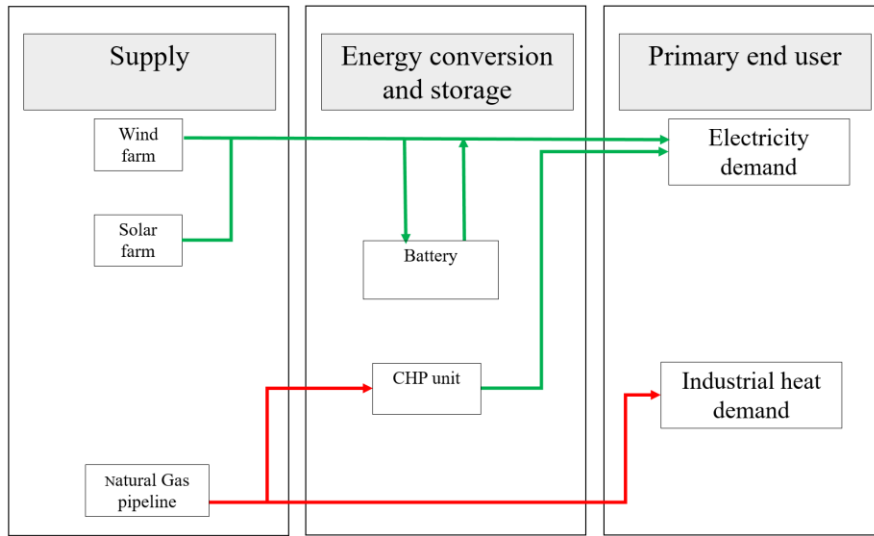 Supply
Energy conversion
and storage
Primary end user
Wind
farm
Electricity
demand
Solar
farm
Battery
CHP unit
Industrial heat
demand
Natural Gas
pipeline